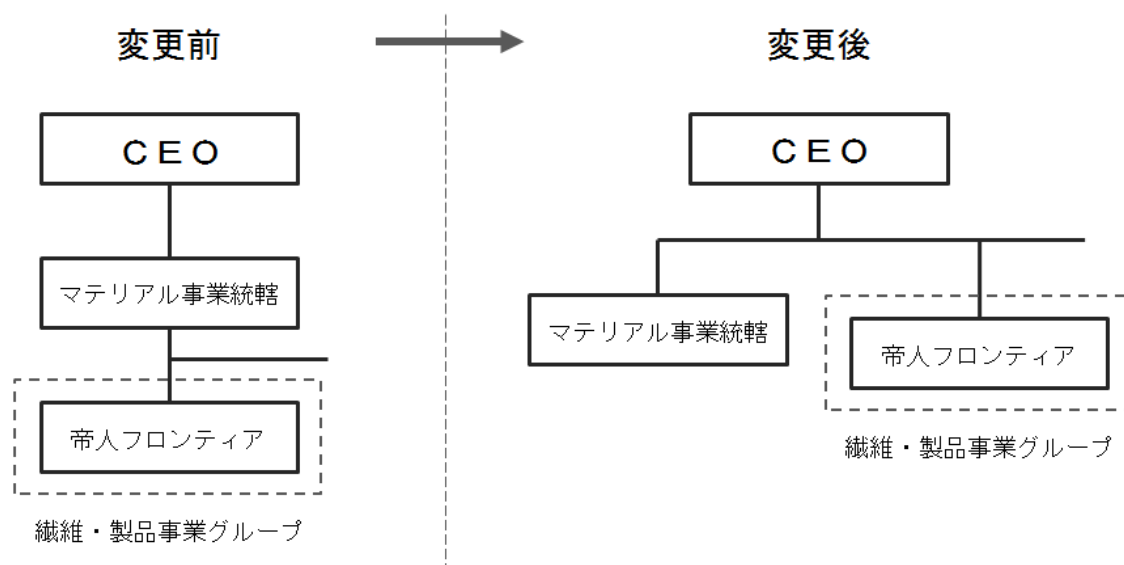 変更前
CEO
マテリアル事業統轄
帝人フロンティア
繊維・製品事業グループ
変更後
CEO
マテリアル事業統轄
帝人フロンティア
繊維・製品事業グループ